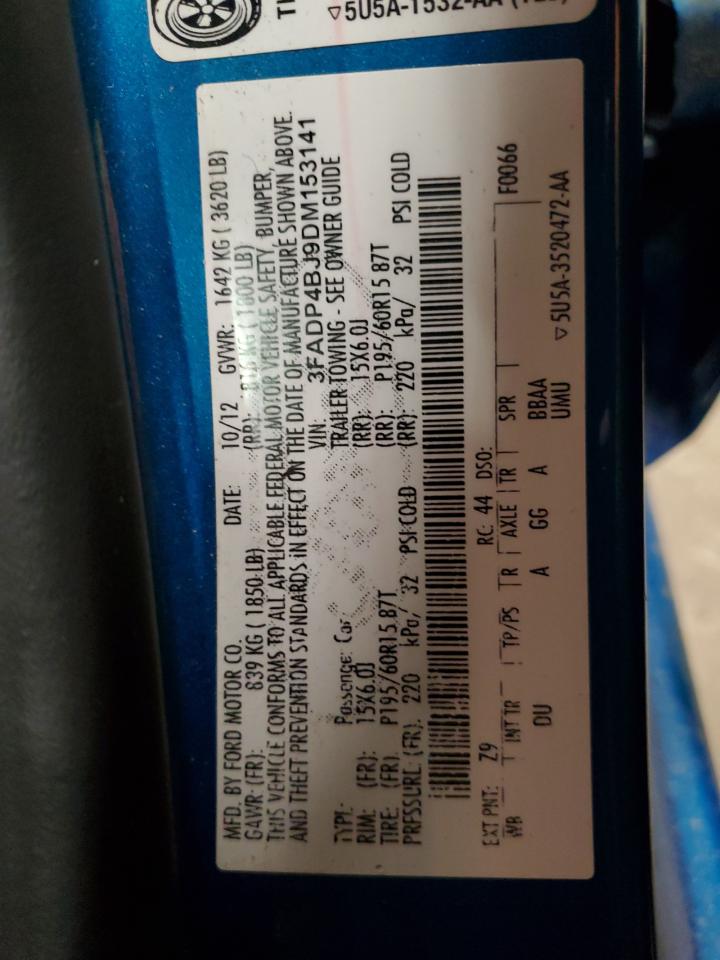 5U5A-1532-AA
MFD. BY FORD MOTOR CO. DATE: 10/12 GVWR: 1642 KG ( 3620 LB)
GAWR (FR): 839 KG ( 1850 LB) (RR): KG ( 1800 LB)
THIS VEHICLE CONFORMS TO ALL APPLICABLE FEDERAL MOTOR VEHICLE SAFETY, BUMPER,
AND THEFT PREVENTION STANDARDS IN EFFECT ON THE DATE OF MANUFACTURE SHOWN ABOVE.
VIN: 3FADP4BJ9DM153141
TYPE: Passenger Car TRAILER TOWING - SEE OWNER GUIDE
RIM: (FR): 15X6.0J (RR): 15X6.0J
TIRE: (FR) P195/60R15 87T (RR): P195/60R15 87T
PRESSURE (FR). 220 kPa/ 32 PSI COLD (RR): 220 kPa/ 32 PSI COLD
EXT PNT: Z9 RC: 44 DSO:
WB INT TR TP/PS R AXLE TR SPR F0066
DU A GG A BBAA
UMU ▽5U5A-3520472-AA